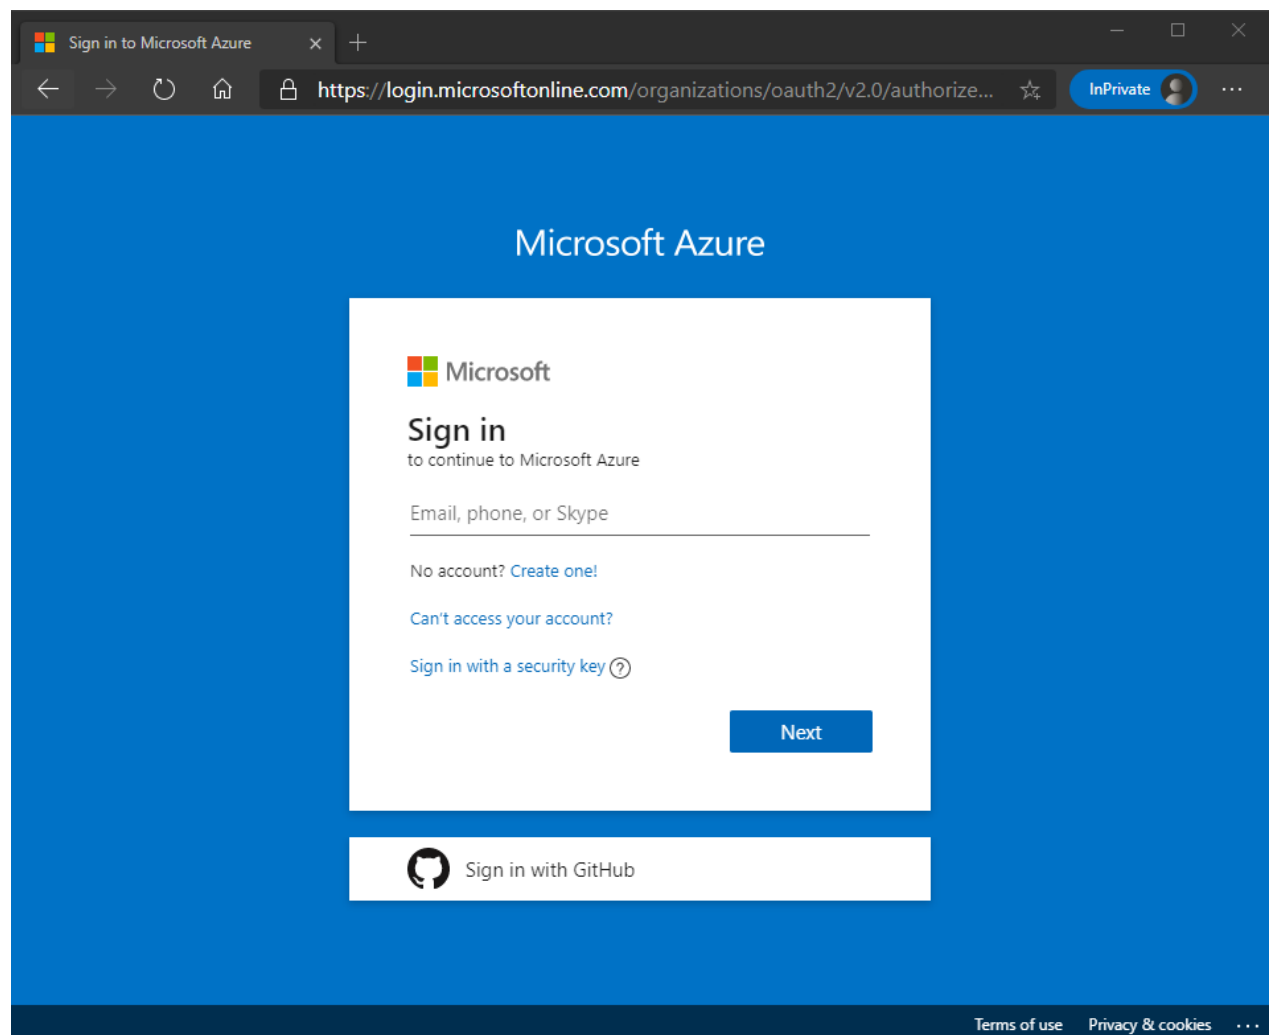 Sign in to Microsoft Azure
https://login.microsoftonline.com/organizations/oauth2/v2.0/authorize...
InPrivate
Microsoft Azure
Microsoft
Sign in
to continue to Microsoft Azure
Email, phone, or Skype
No account? Create one!
Can't access your account?
Sign in with a security key
Next
Sign in with GitHub
Terms of use Privacy & cookies ...